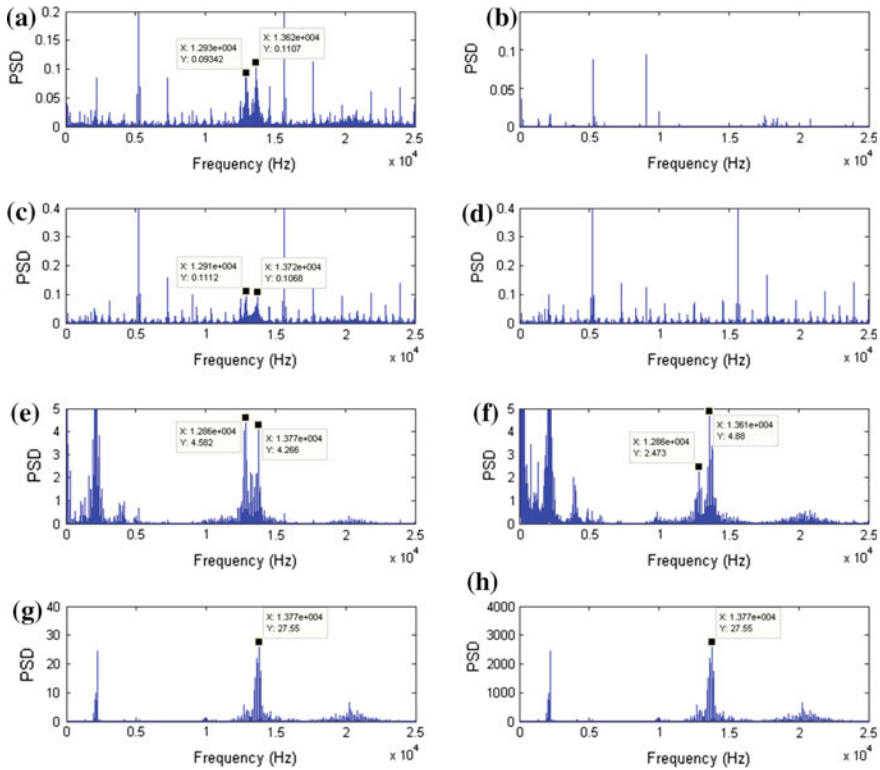 (a)
0.2
0.15
0.1
0.05
0
PSD
X: 1.293e+004
Y: 0.09342
X: 1.362e+004
Y: 0.1107
0 0.5 1 1.5 2 2.5
Frequency (Hz)
x 10^4
(b)
0.15
0.1
0.05
0
PSD
0 0.5 1 1.5 2 2.5
Frequency (Hz)
x 10^4
(c)
0.4
0.3
0.2
0.1
0
PSD
X: 1.291e+004
Y: 0.1112
X: 1.372e+004
Y: 0.1068
0 0.5 1 1.5 2 2.5
Frequency (Hz)
x 10^4
(d)
0.4
0.3
0.2
0.1
0
PSD
0 0.5 1 1.5 2 2.5
Frequency (Hz)
x 10^4
(e)
5
4
3
2
1
0
PSD
X: 1.286e+004
Y: 4.582
X: 1.377e+004
Y: 4.266
0 0.5 1 1.5 2 2.5
Frequency (Hz)
x 10^4
(f)
5
4
3
2
1
0
PSD
X: 1.286e+004
Y: 2.473
X: 1.361e+004
Y: 4.88
0 0.5 1 1.5 2 2.5
Frequency (Hz)
x 10^4
(g)
40
30
20
10
0
PSD
X: 1.377e+004
Y: 27.55
0 0.5 1 1.5 2 2.5
Frequency (Hz)
x 10^4
(h)
4000
3000
2000
1000
0
PSD
X: 1.377e+004
Y: 27.55
0 0.5 1 1.5 2 2.5
Frequency (Hz)
x 10^4